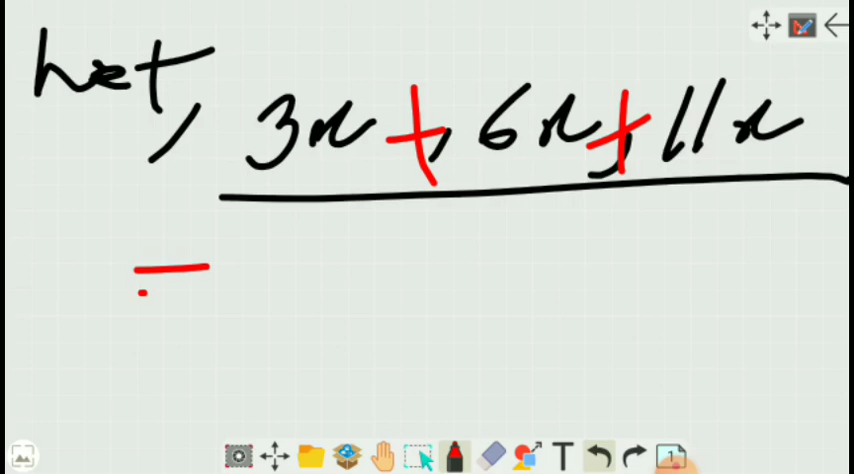 Let,
3x +, 6x, + 11x
=